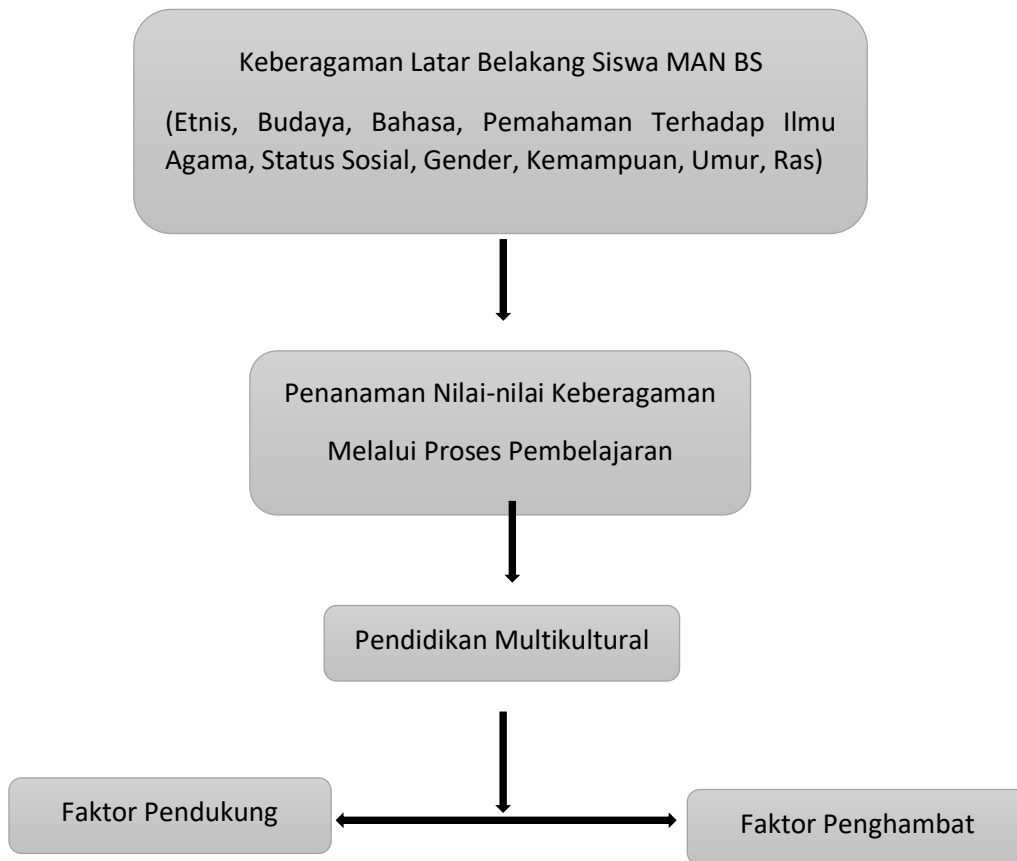 Keberagaman Latar Belakang Siswa MAN BS
(Etnis, Budaya, Bahasa, Pemahaman Terhadap Ilmu
Agama, Status Sosial, Gender, Kemampuan, Umur, Ras)
Penanaman Nilai-nilai Keberagaman
Melalui Proses Pembelajaran
Pendidikan Multikultural
Faktor Pendukung
Faktor Penghambat